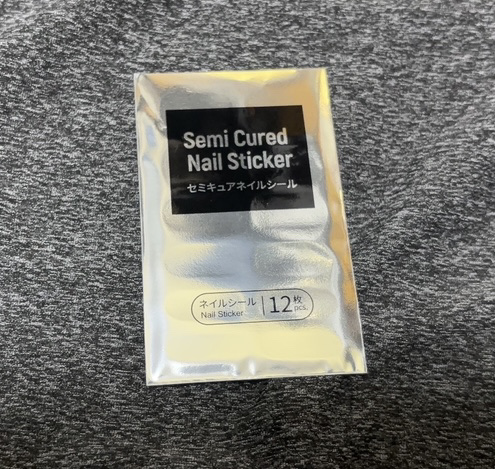 Semi Cured
Nail Sticker
セミキュアネイルシール
ネイルシール
Nail Sticker
12枚
pcs.